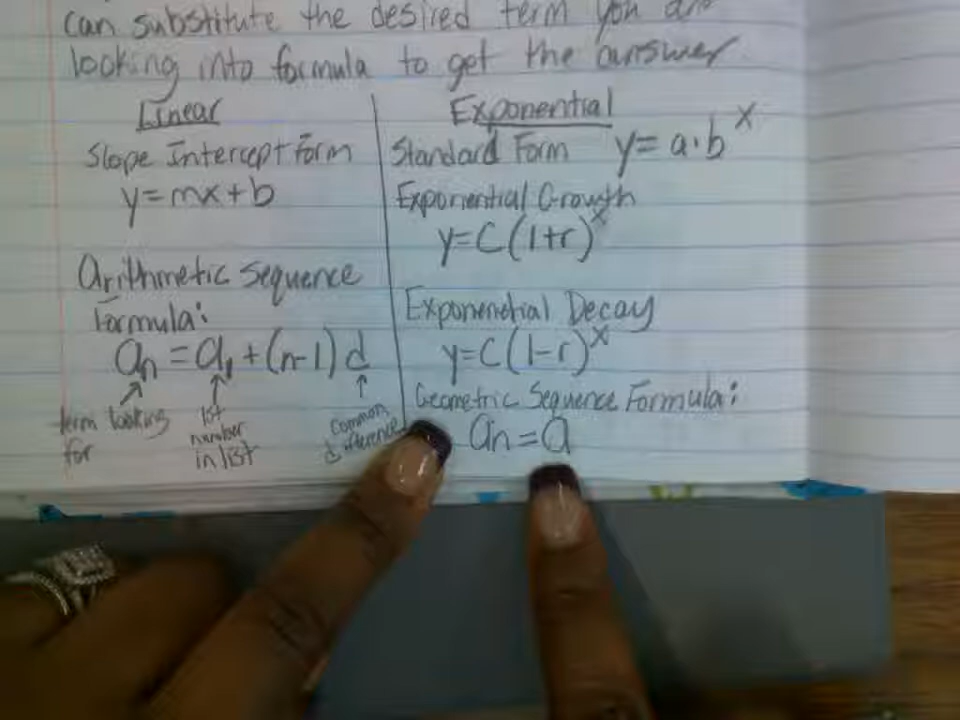 can substitute the desired term you are
looking into formula to get the answer
Linear
Slope Intercept form
y=mx+b
Arithmetic Sequence
Formula:
an = a1 + (n-1) d
term looking
for
1st
number
in list
Common
difference
Exponential
Standard Form y= a·b^x
Exponential Growth
y=C(1+r)^x
Exponenetial Decay
y=C(1-r)^x
Geometric Sequence Formula:
an = a